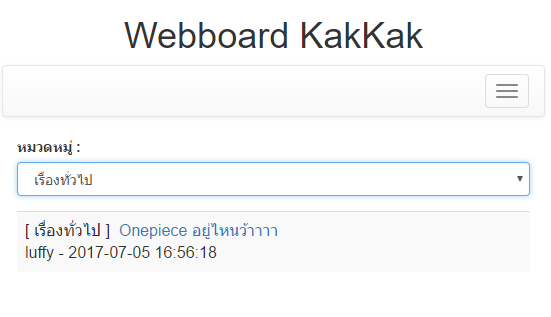 Webboard KakKak
หมวดหมู่ :
เรื่องทั่วไป
[ เรื่องทั่วไป ] Onepiece อยู่ไหนว้าาาา
luffy - 2017-07-05 16:56:18